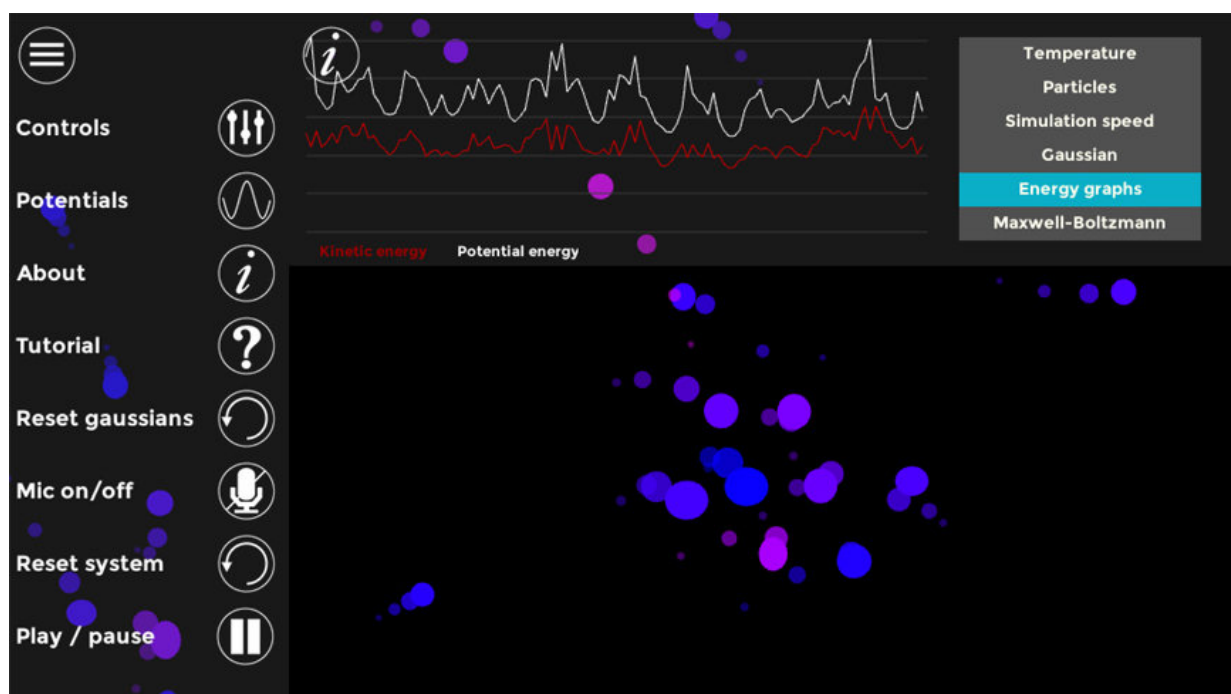 Controls
Potentials
About
Tutorial
Reset gaussians
Mic on/off
Reset system
Play / pause
i
Kinetic energy Potential energy
Temperature
Particles
Simulation speed
Gaussian
Energy graphs
Maxwell-Boltzmann